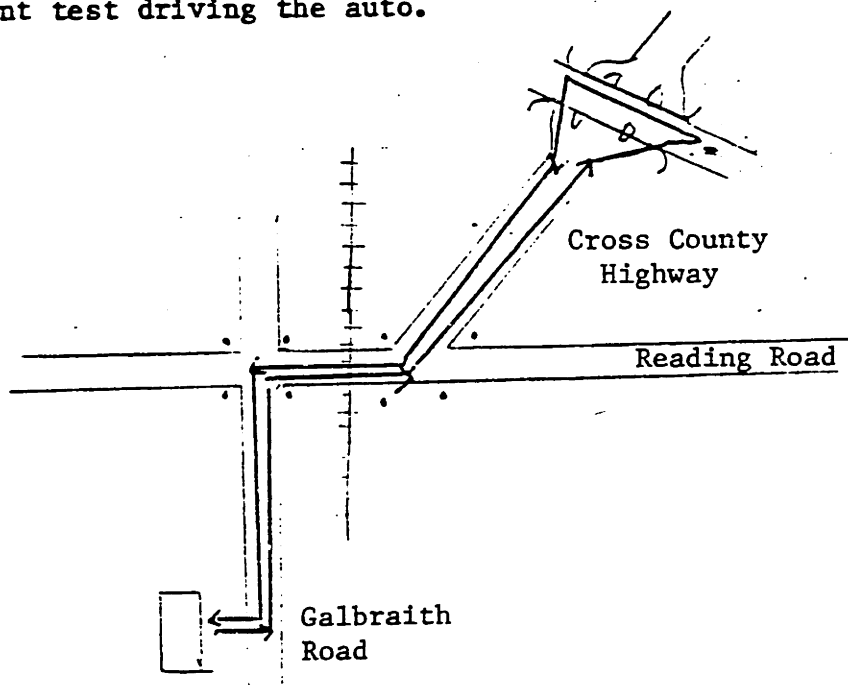 nt test driving the auto.
Cross County
Highway
Reading Road
Galbraith
Road